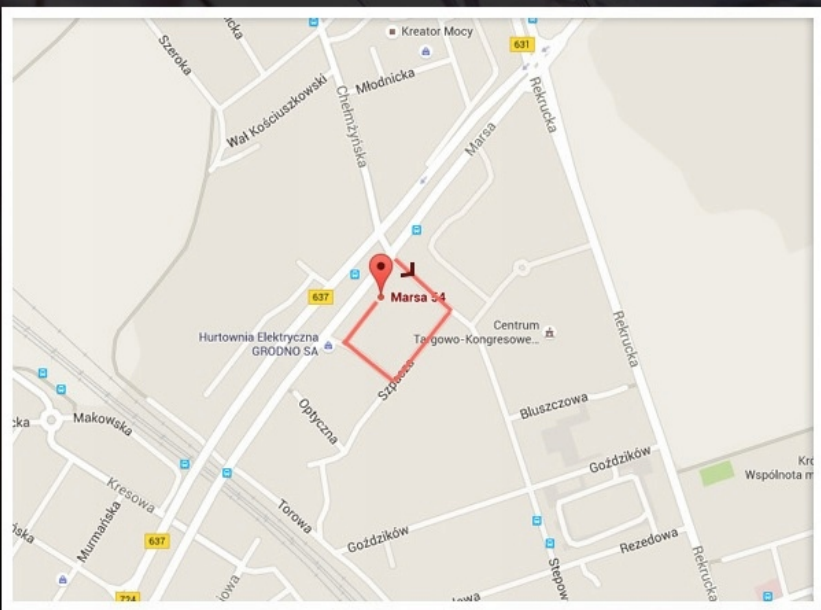 Kreator Mocy
631
Szeroka
Młodnicka
Wał Kościuszkowski
Chełmżyńska
Rekrucka
Marsa
637
Marsa 54
Hurtownia Elektryczna
GRODNO SA
Centrum
Targowo-Kongresowe...
Rekrucka
Szpacza
Optyczna
Bluszczowa
Makowska
Goździków
Wspólnota m
Kresowa
Murmańska
Torowa
Goździków
Rezedowa
637
Rekrucka
724